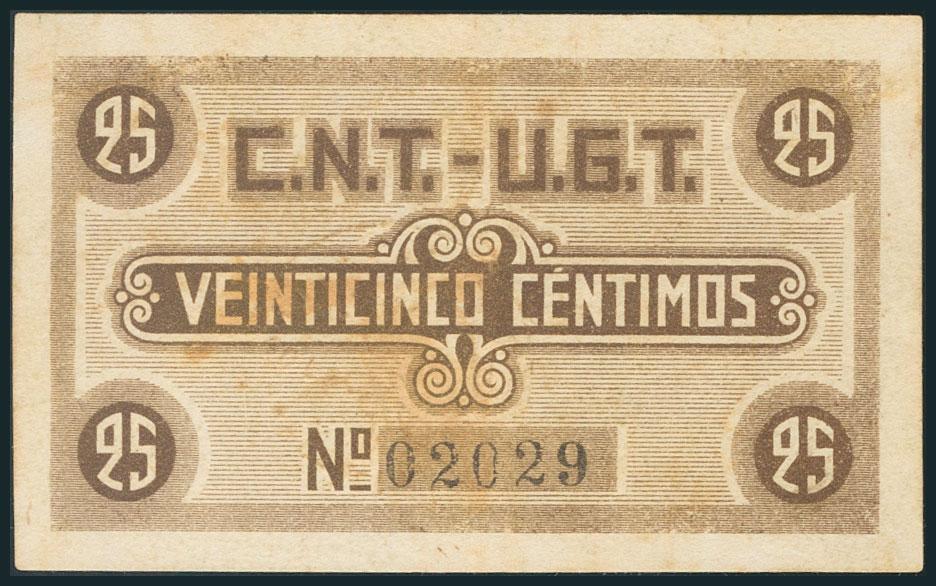 25 25
C.N.T. - U.G.T.
VEINTICINCO CÉNTIMOS
25 25
Nº 02029